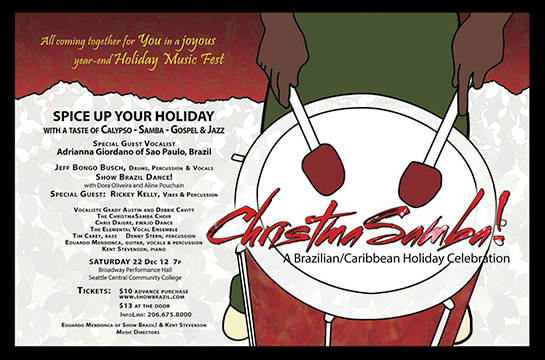 All coming together for You in a joyous
year-end Holiday Music Fest
SPICE UP YOUR HOLIDAY
WITH A TASTE OF CALYPSO - SAMBA - GOSPEL & JAZZ
SPECIAL GUEST VOCALIST
Adrianna Giordano of Sao Paulo, Brazil
JEFF BONGO BUSCH, DRUMS, PERCUSSION & VOCALS
SHOW BRAZIL DANCE!
with Dora Oliveira and Aline Pouchain
SPECIAL GUEST: RICKEY KELLY, VIBES & PERCUSSION
VOCALISTS GRADY AUSTIN AND DEBBIE CAVITT
THE CHRISTMASAMBA CHOIR
CHRIS DAIGRE, EWAJO DANCE
THE ELEMENTAL VOCAL ENSEMBLE
TIM CAREY, BASS DENNY STERN, PERCUSSION
EDUARDO MENDONCA, GUITAR, VOCALS & PERCUSSION
KENT STEVENSON, PIANO
SATURDAY 22 DEC 12 7P
Broadway Performance Hall
Seattle Central Community College
TICKETS: $10 ADVANCE PURCHASE
WWW.SHOWBRAZIL.COM
$13 AT THE DOOR
INFOLINE: 206.675.8000
EDUARDO MENDONCA OF SHOW BRAZIL! & KENT STEVENSON
MUSIC DIRECTORS
ChristmaSamba!
A Brazilian/Caribbean Holiday Celebration